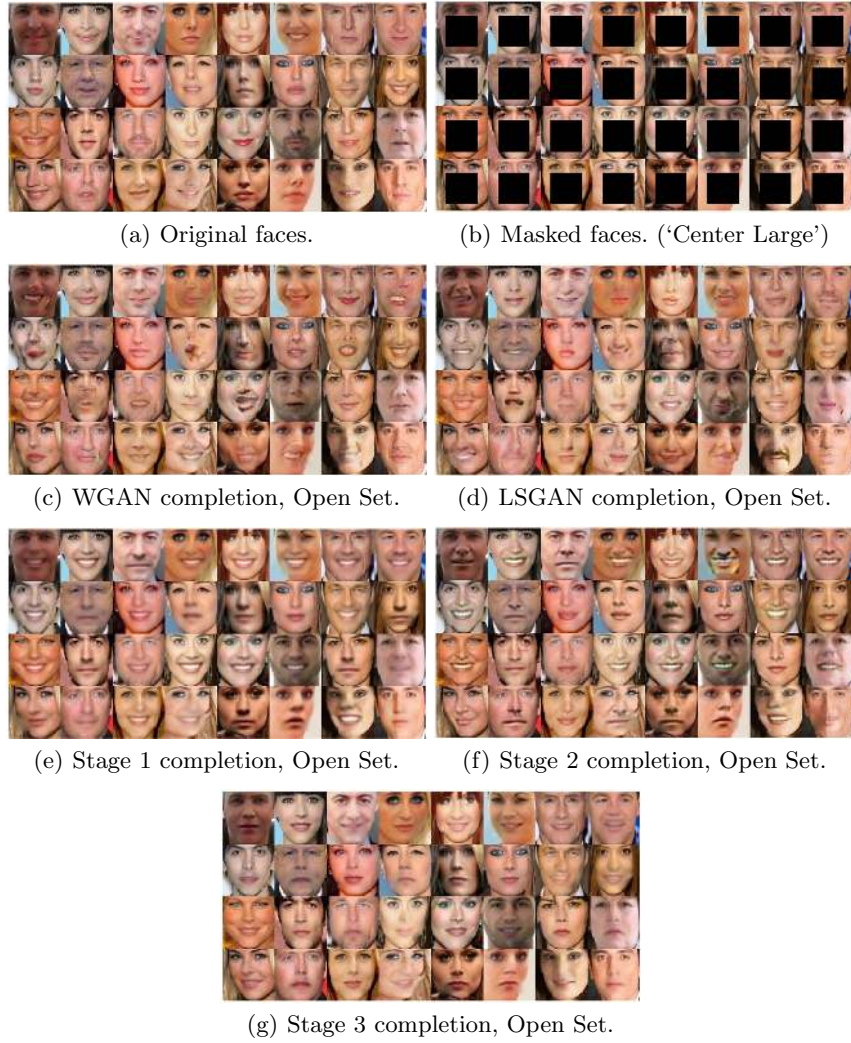 (a) Original faces.
(b) Masked faces. (‘Center Large’)
(c) WGAN completion, Open Set.
(d) LSGAN completion, Open Set.
(e) Stage 1 completion, Open Set.
(f) Stage 2 completion, Open Set.
(g) Stage 3 completion, Open Set.